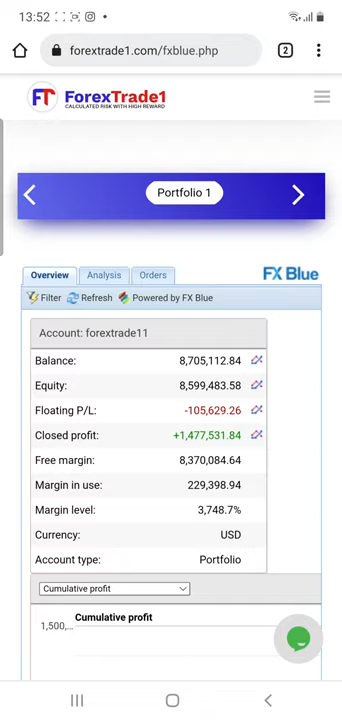 13:52
forextrade1.com/fxblue.php
2
FT ForexTrade1
CALCULATED RISK WITH HIGH REWARD
Portfolio 1
Overview Analysis Orders FX Blue
Filter Refresh Powered by FX Blue
Account: forextrade11
Balance: 8,705,112.84
Equity: 8,599,483.58
Floating P/L: -105,629.26
Closed profit: +1,477,531.84
Free margin: 8,370,084.64
Margin in use: 229,398.94
Margin level: 3,748.7%
Currency: USD
Account type: Portfolio
Cumulative profit
Cumulative profit
1,500,...